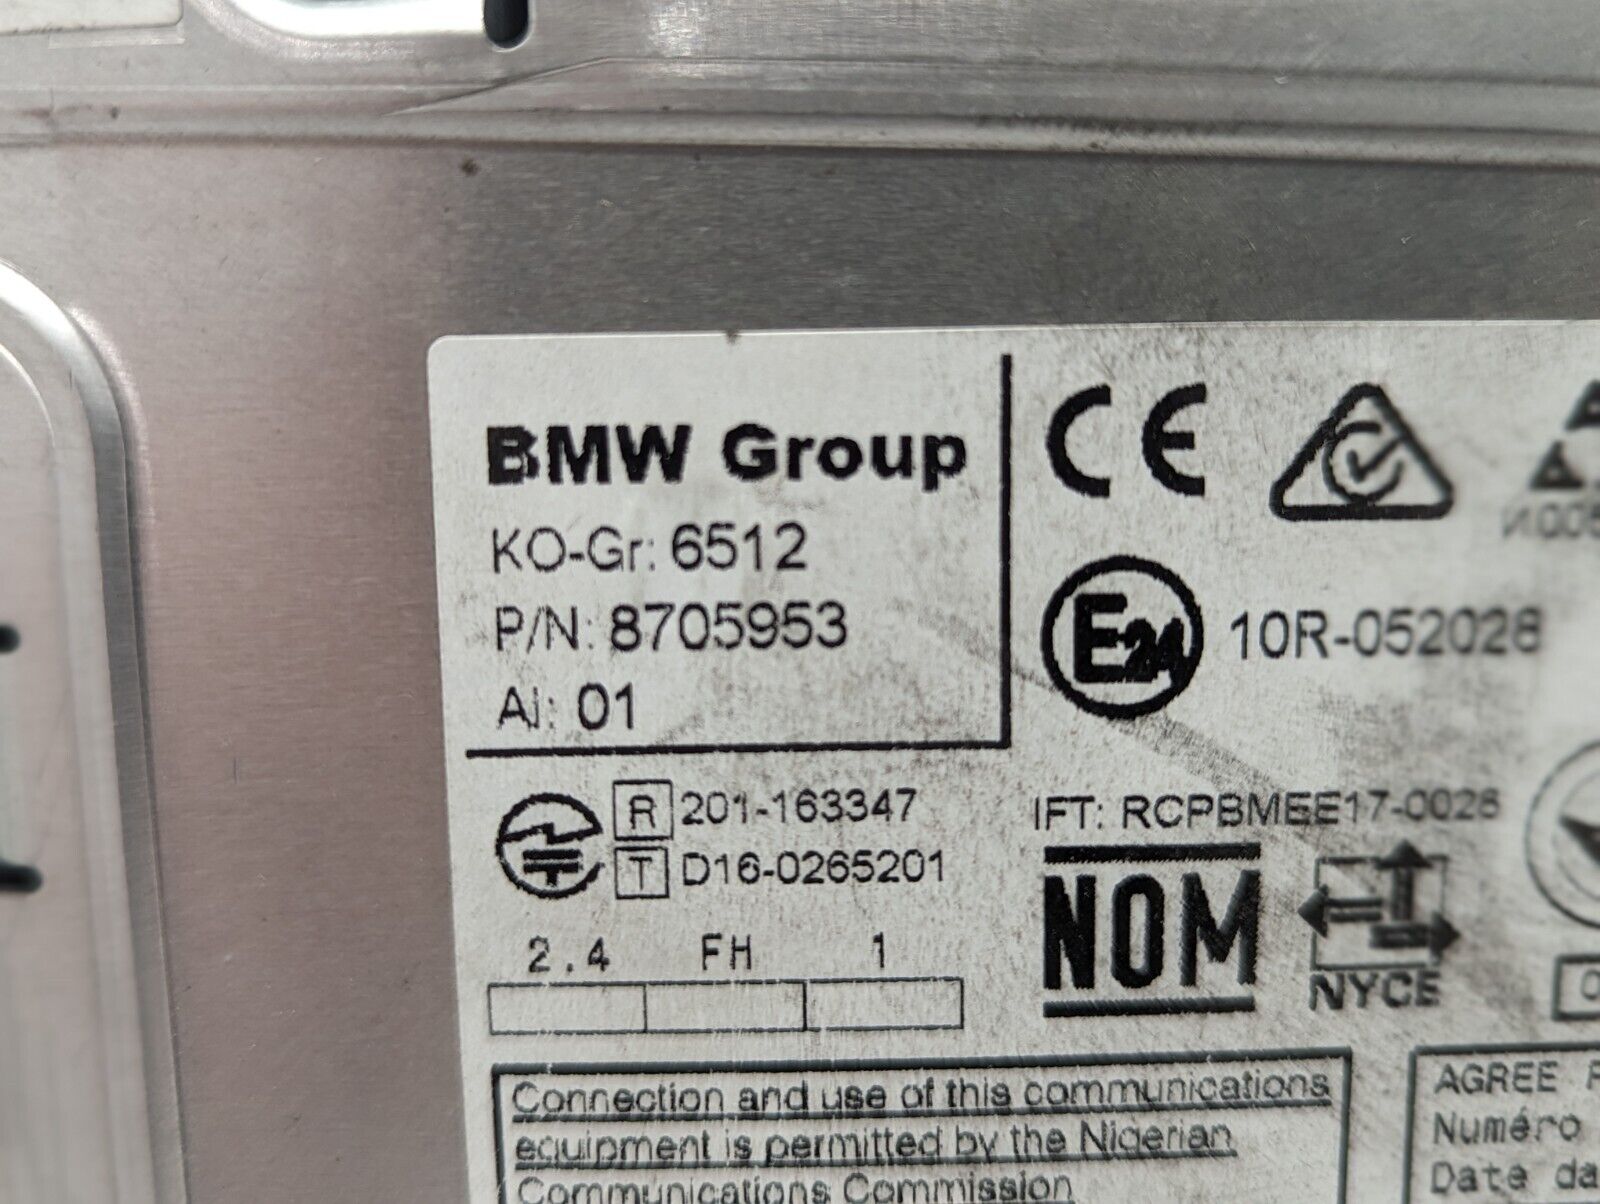 BMW Group
KO-Gr: 6512
P/N: 8705953
AI: 01
CE
E24 10R-052028
R 201-163347
T D16-0265201
IFT: RCPBMEE17-0026
NOM
NYCE
2.4 FH 1
Connection and use of this communications
equipment is permitted by the Nigerian
Communications Commission
AGREE
Numéro
Date